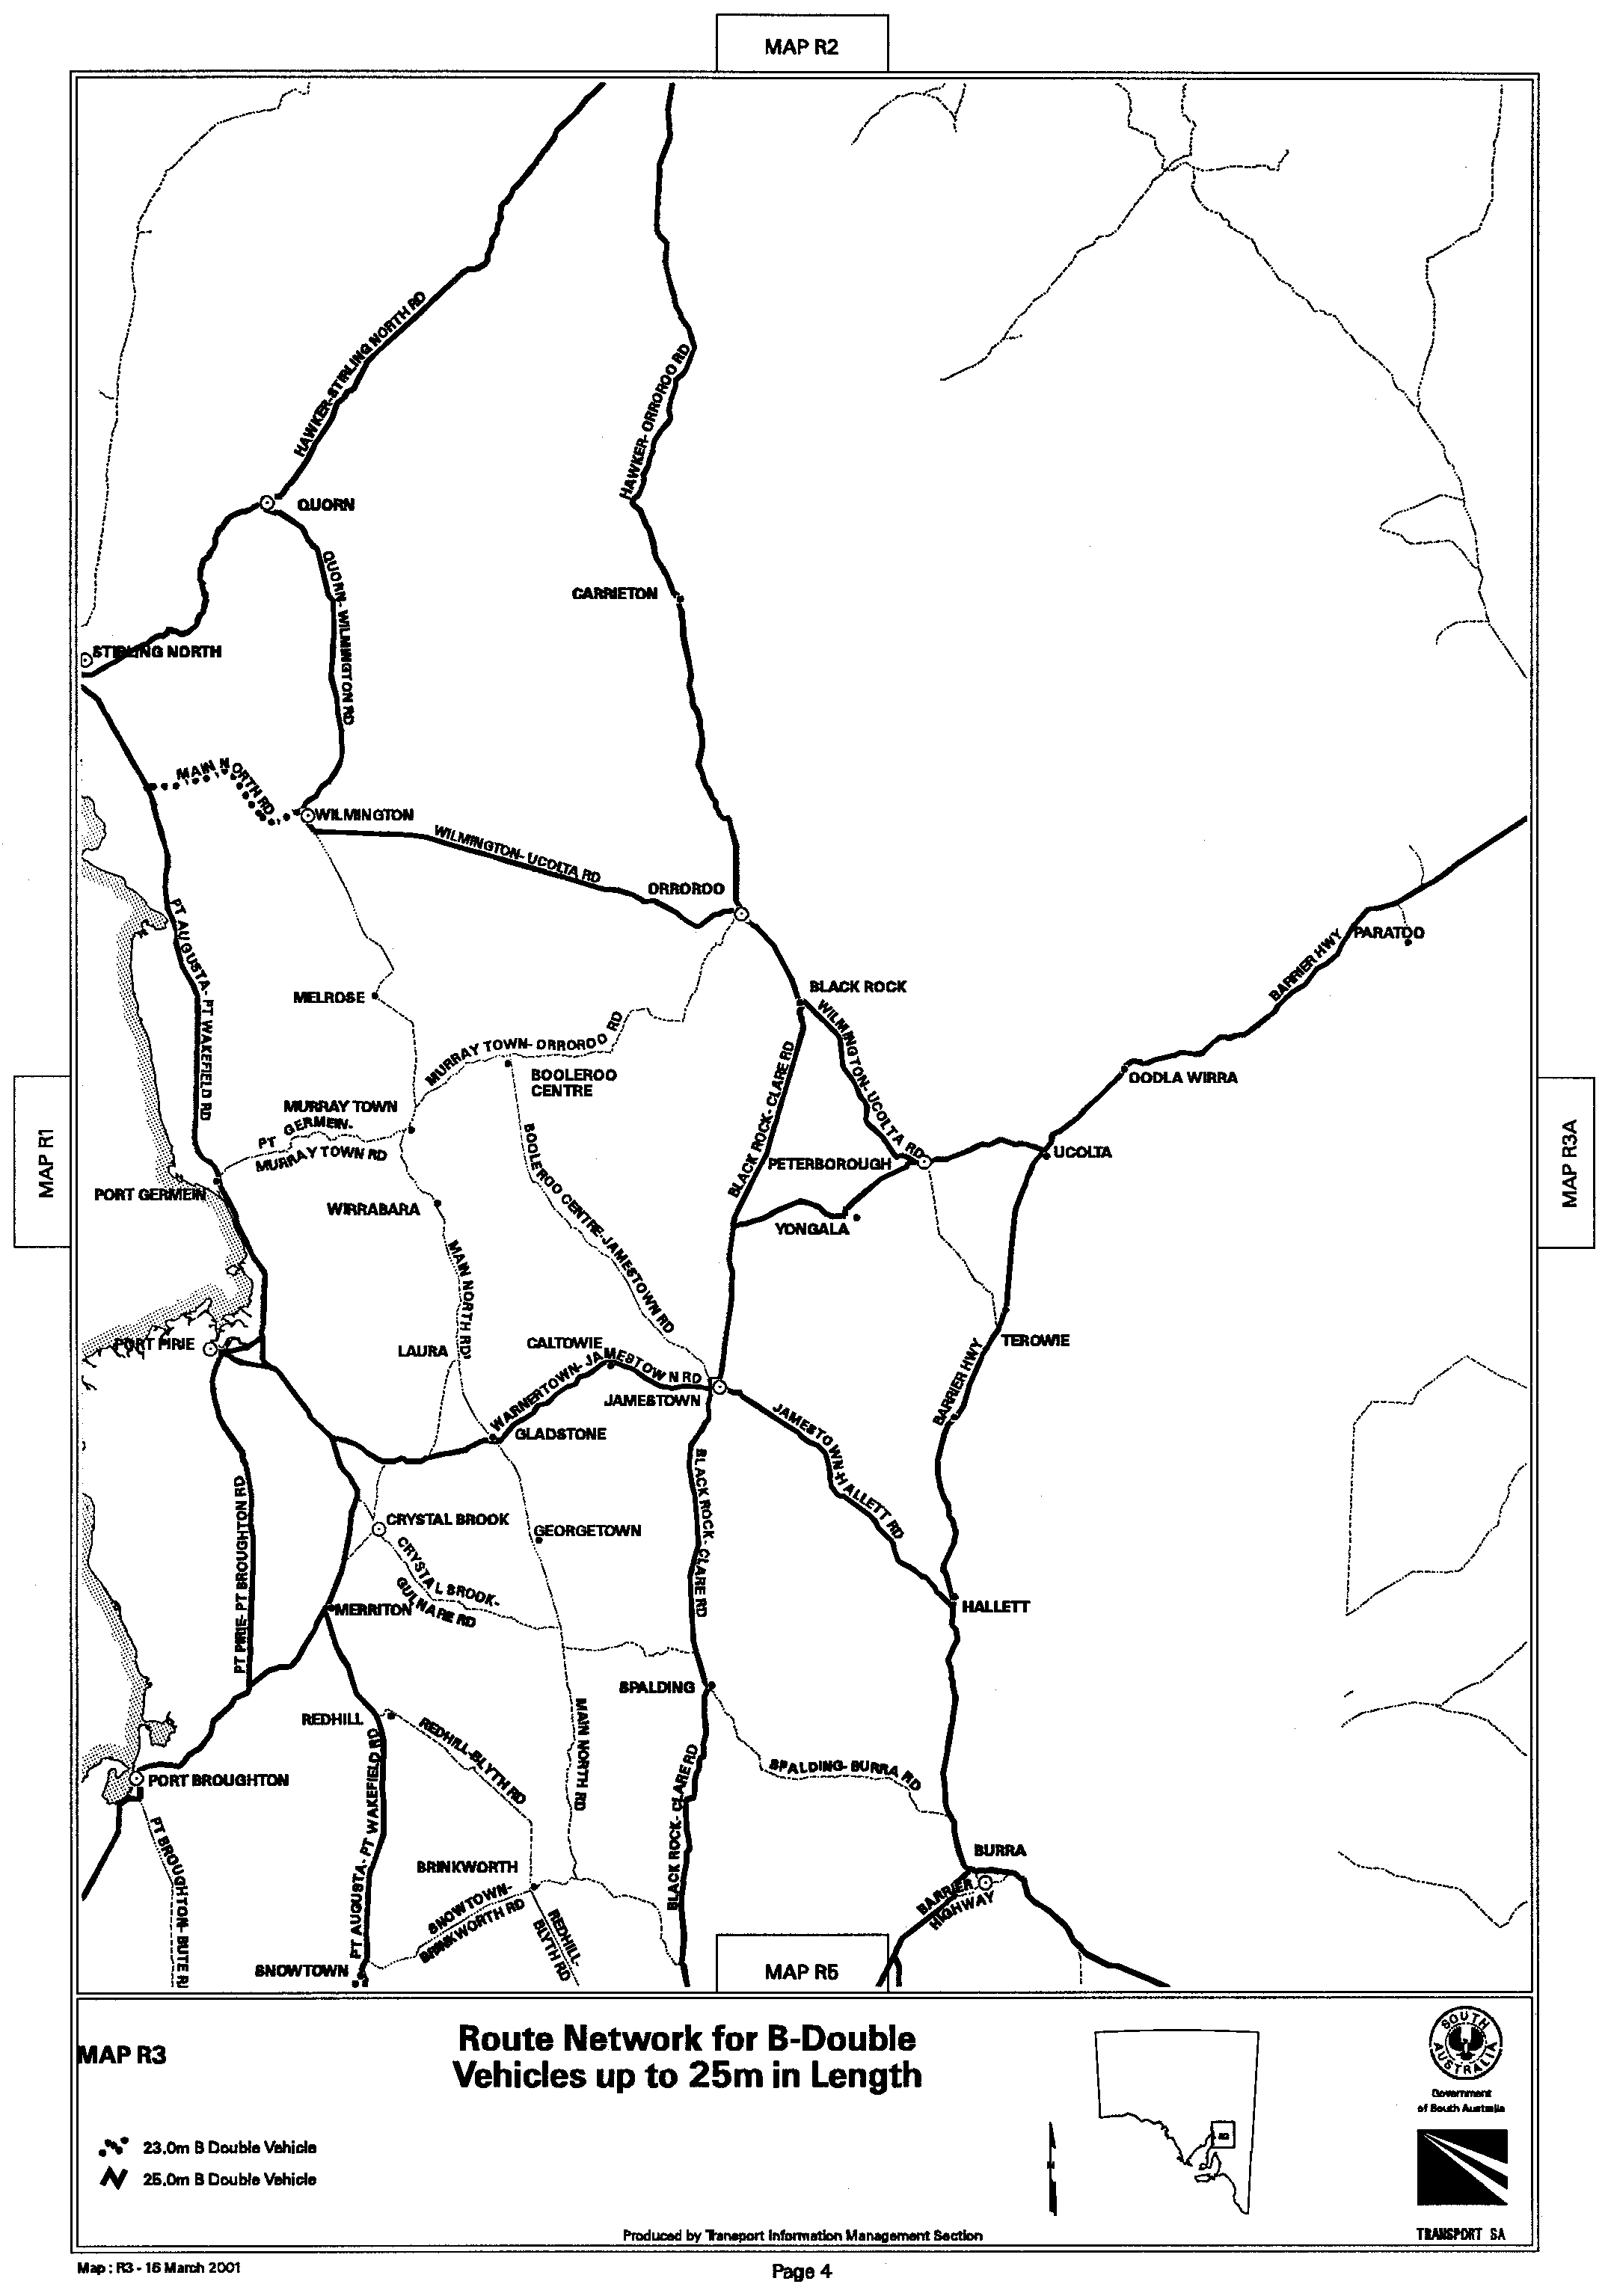 MAP R2
HAWKER-STIRLING NORTH RD
HAWKER-ORROROO RD
QUORN
QUORN-WILMINGTON RD
CARRIETON
STIRLING NORTH
MAIN NORTH RD
WILMINGTON
WILMINGTON-UCOLTA RD
ORROROO
PT AUGUSTA-PT WAKEFIELD RD
PARATOO
BARRIER HWY
MELROSE
BLACK ROCK
WILMINGTON-UCOLTA RD
MURRAY TOWN-ORROROO RD
BOOLEROO
CENTRE
OODLA WIRRA
MURRAY TOWN
PT GERMEIN-
MURRAY TOWN RD
BLACK ROCK-CLARE RD
MAP R1
MAP R3A
PETERBOROUGH
UCOLTA
PORT GERMEIN
WIRRABARA
BOOLEROO CENTRE-JAMESTOWN RD
YONGALA
MAIN NORTH RD
PORT PIRIE
LAURA
CALTOWIE
TEROWIE
WARNERTOWN-JAMESTOWN RD
JAMESTOWN
BARRIER HWY
GLADSTONE
JAMESTOWN-HALLETT RD
BLACK ROCK-CLARE RD
PT PIRIE-PT BROUGHTON RD
CRYSTAL BROOK
GEORGETOWN
CRYSTAL BROOK-
GULNARE RD
MERRITON
HALLETT
SPALDING
REDHILL
REDHILL-BLYTH RD
MAIN NORTH RD
PT AUGUSTA-PT WAKEFIELD RD
BLACK ROCK-CLARE RD
SPALDING-BURRA RD
PORT BROUGHTON
PT BROUGHTON-BUTE R
BURRA
BRINKWORTH
BARRIER
HIGHWAY
SNOWTOWN-
BRINKWORTH RD
REDHILL-
BLYTH RD
SNOWTOWN
MAP R5
MAP R3
Route Network for B-Double
Vehicles up to 25m in Length
23.0m B Double Vehicle
25.0m B Double Vehicle
R3
N
SOUTH AUSTRALIA
Government
of South Australia
TRANSPORT SA
Produced by Transport Information Management Section
Map : R3 - 16 March 2001
Page 4